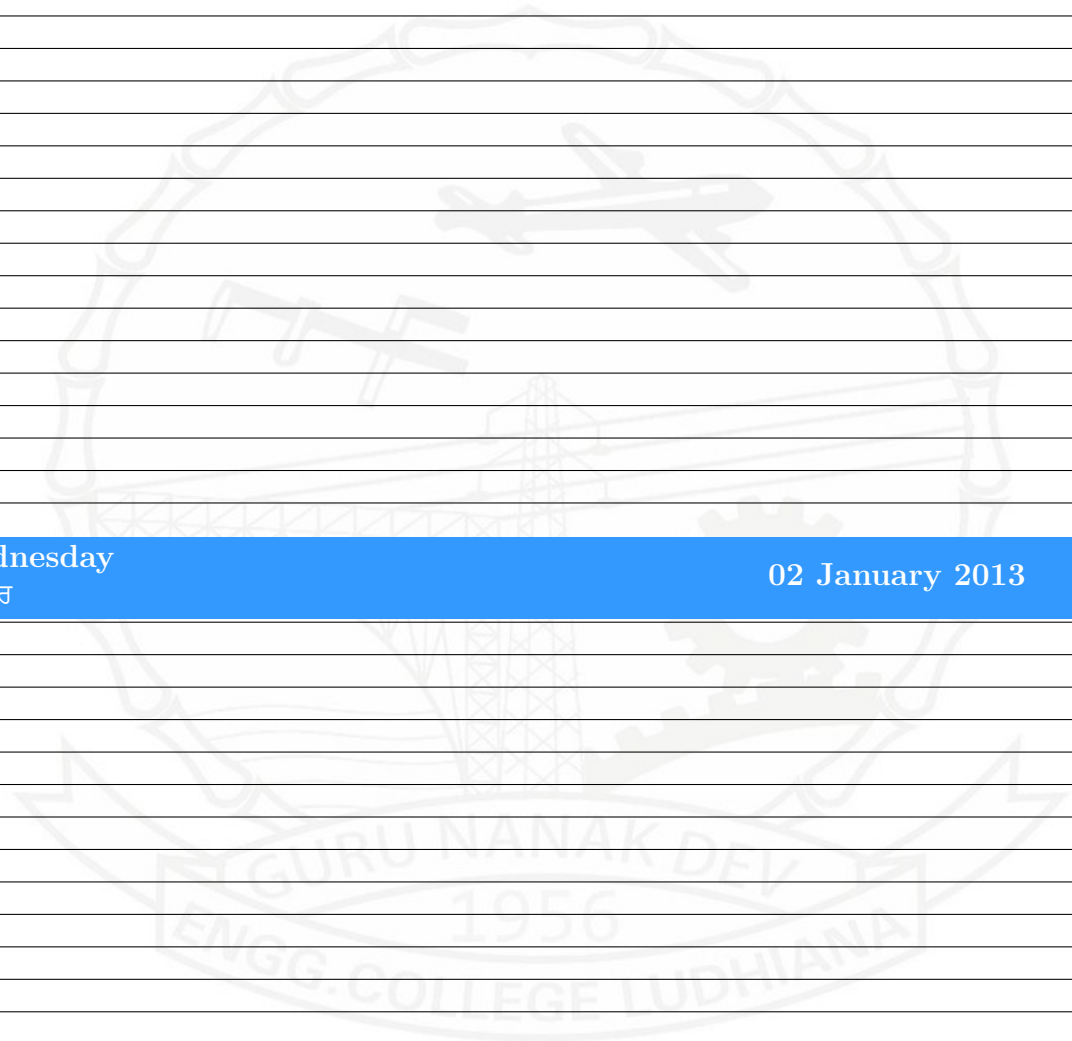 dnesday
02 January 2013
ਰ
GURU NANAK DEV
1956
ENGG.COLLEGE LUDHIANA